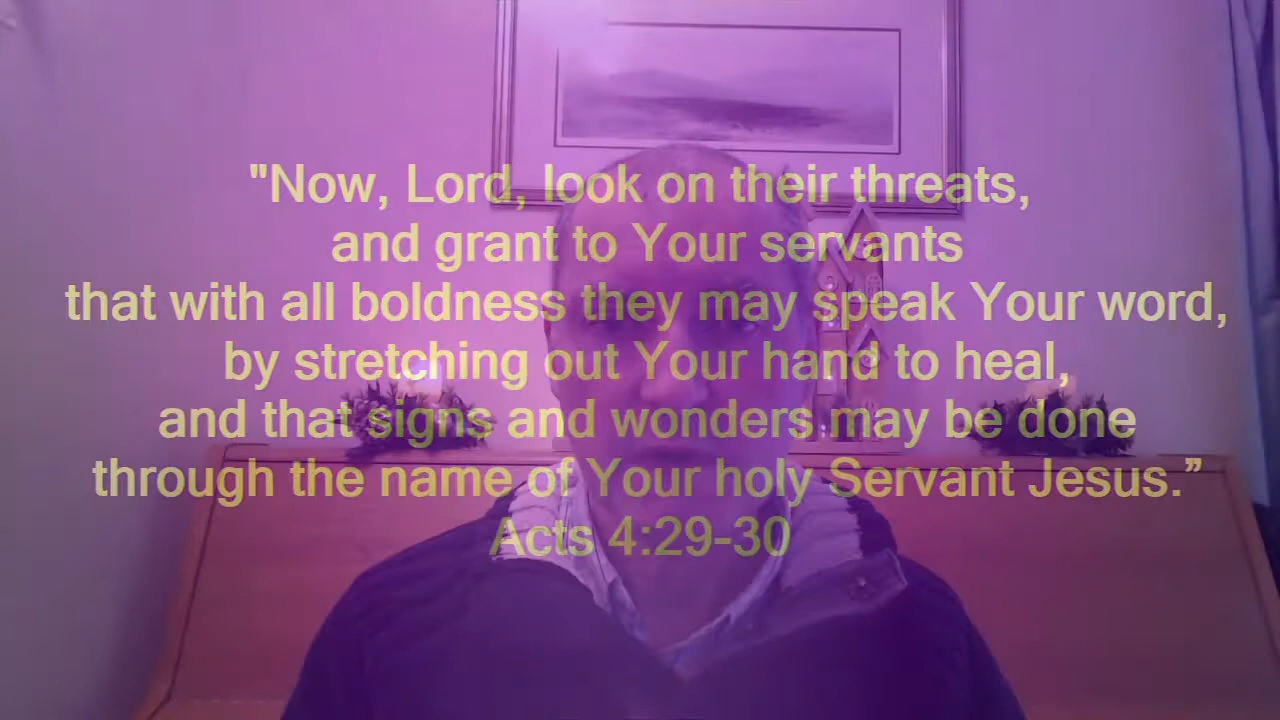 "Now, Lord, look on their threats,
and grant to Your servants
that with all boldness they may speak Your word,
by stretching out Your hand to heal,
and that signs and wonders may be done
through the name of Your holy Servant Jesus.”
Acts 4:29-30